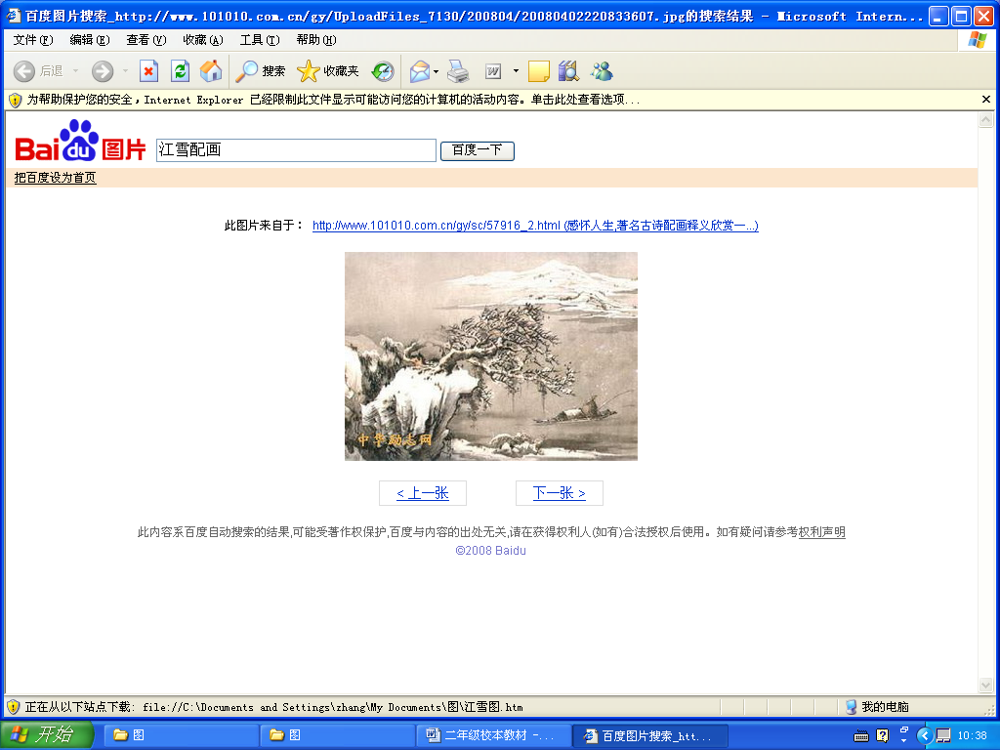 百度图片搜索_http://www.101010.com.cn/gy/UploadFiles_7130/200804/20080402220833607.jpg的搜索结果 - Microsoft Intern...
文件(F) 编辑(E) 查看(V) 收藏(A) 工具(T) 帮助(H)
后退 搜索 收藏夹
为帮助保护您的安全，Internet Explorer 已经限制此文件显示可能访问您的计算机的活动内容。单击此处查看选项...
Bai du 图片 江雪配画 百度一下
把百度设为首页
此图片来自于： http://www.101010.com.cn/gy/sc/57916_2.html (感怀人生,著名古诗配画释义欣赏一...)
中华励志网
< 上一张 下一张 >
此内容系百度自动搜索的结果,可能受著作权保护,百度与内容的出处无关,请在获得权利人(如有)合法授权后使用。如有疑问请参考权利声明
©2008 Baidu
正在从以下站点下载: file://C:\Documents and Settings\zhang\My Documents\图\江雪图.htm 我的电脑
开始 图 图 二年级校本教材 -... 百度图片搜索_htt... 10:38